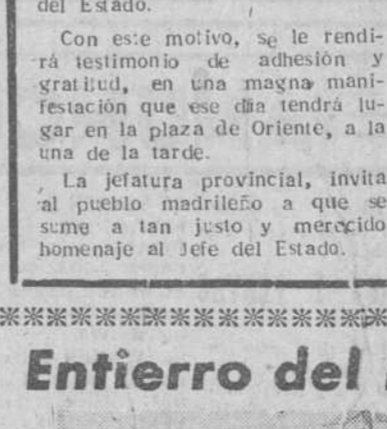 del Estado.
Con este motivo, se le rendi-
rá testimonio de adhesión y
gratitud, en una magna mani-
festación que ese día tendrá lu-
gar en la plaza de Oriente, a la
una de la tarde.
La jefatura provincial, invita
al pueblo madrileño a que se
sume a tan justo y merecido
homenaje al Jefe del Estado.
Entierro del